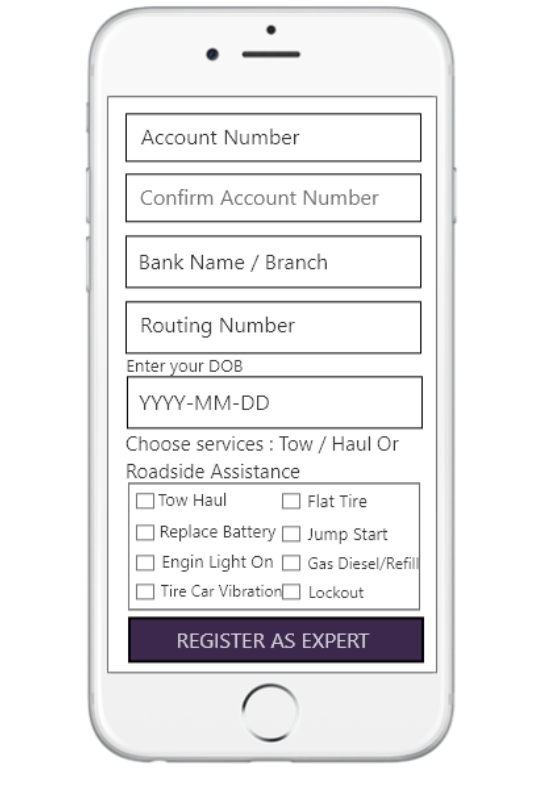 Account Number
Confirm Account Number
Bank Name / Branch
Routing Number
Enter your DOB
YYYY-MM-DD
Choose services : Tow / Haul Or
Roadside Assistance
Tow Haul
Flat Tire
Replace Battery
Jump Start
Engin Light On
Gas Diesel/Refill
Tire Car Vibration
Lockout
REGISTER AS EXPERT